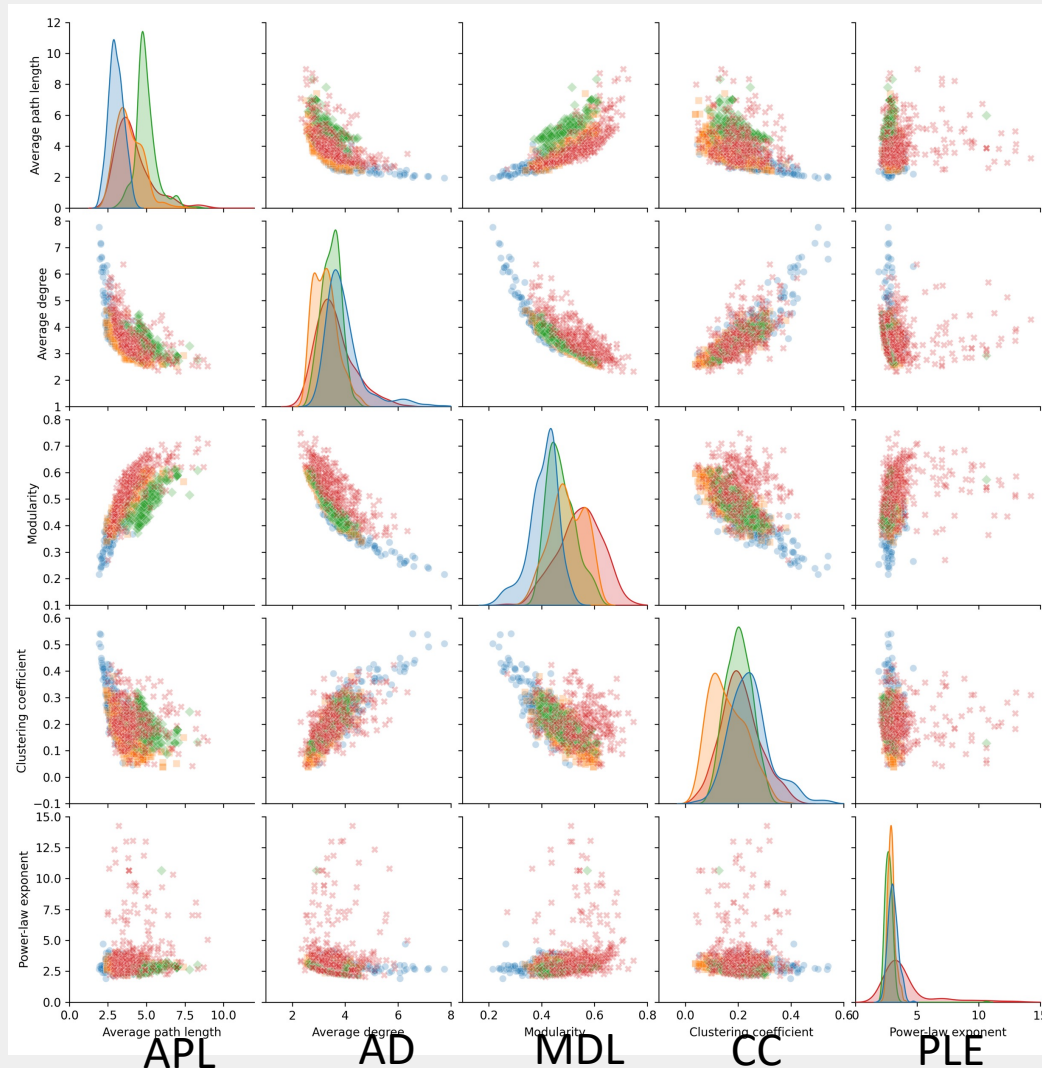 Average path length
12
10
8
6
4
2
0
Average degree
8
7
6
5
4
3
2
1
Modularity
0.8
0.7
0.6
0.5
0.4
0.3
0.2
0.1
Clustering coefficient
0.6
0.5
0.4
0.3
0.2
0.1
0.0
−0.1
Power-law exponent
15.0
12.5
10.0
7.5
5.0
2.5
0.0
0.0 2.5 5.0 7.5 10.0
2 4 6 8
0.2 0.4 0.6 0.8
0.0 0.2 0.4 0.60
5 10 15
Average path length
Average degree
Modularity
Clustering coefficient
Power-law exponent
APL AD MDL CC PLE